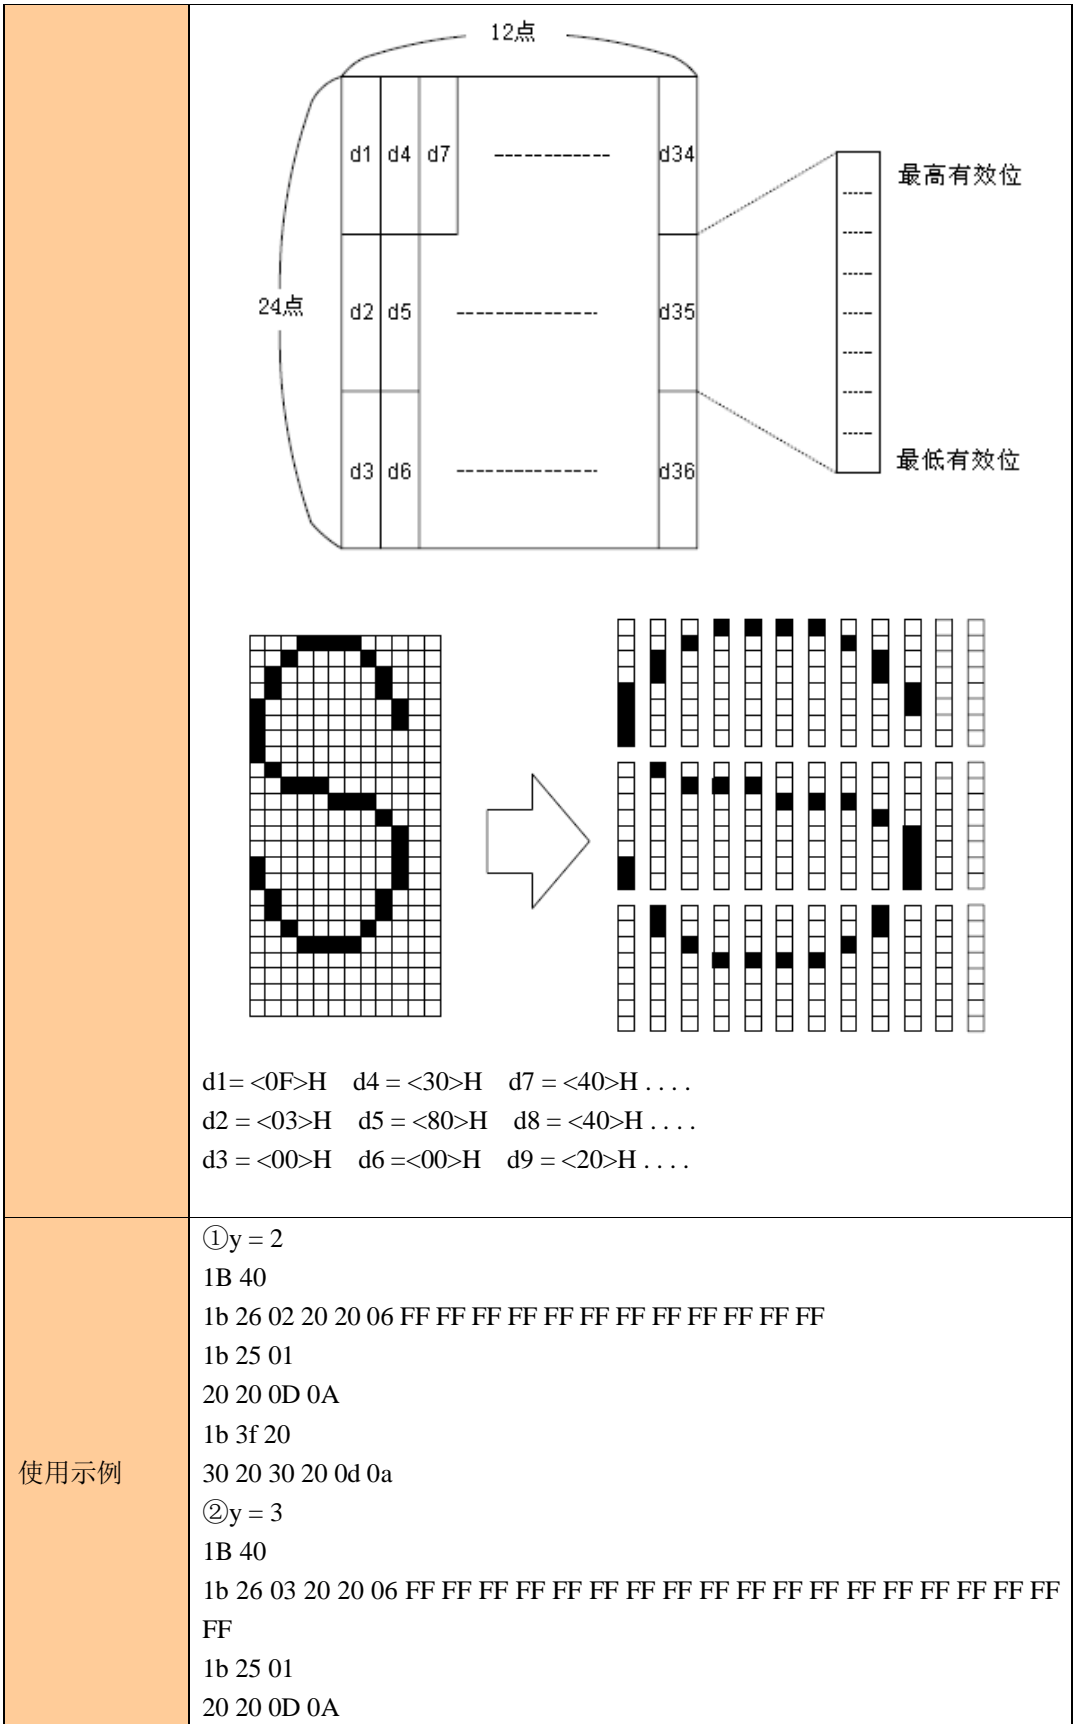 12点
d1 d4 d7 d34
最高有效位
24点
d2 d5 d35
最低有效位
d3 d6 d36
d1= <0F>H d4 = <30>H d7 = <40>H . . . .
d2 = <03>H d5 = <80>H d8 = <40>H . . . .
d3 = <00>H d6 =<00>H d9 = <20>H . . . .
使用示例
①y = 2
1B 40
1b 26 02 20 20 06 FF FF FF FF FF FF FF FF FF FF FF FF
1b 25 01
20 20 0D 0A
1b 3f 20
30 20 30 20 0d 0a
②y = 3
1B 40
1b 26 03 20 20 06 FF FF FF FF FF FF FF FF FF FF FF FF FF FF FF FF FF FF
FF
1b 25 01
20 20 0D 0A